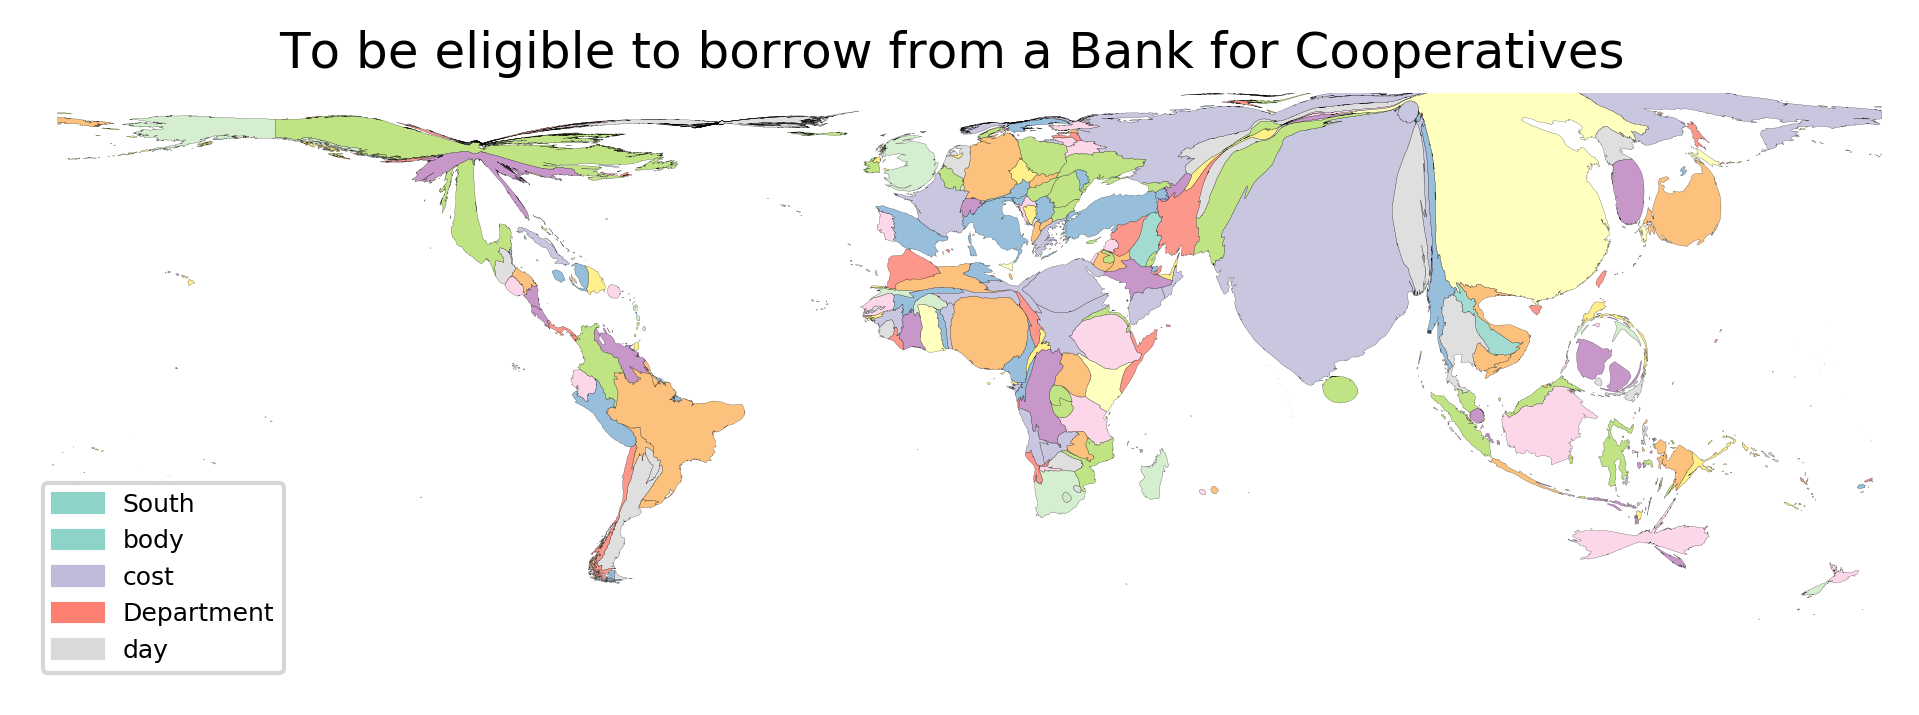 To be eligible to borrow from a Bank for Cooperatives
South
body
cost
Department
day